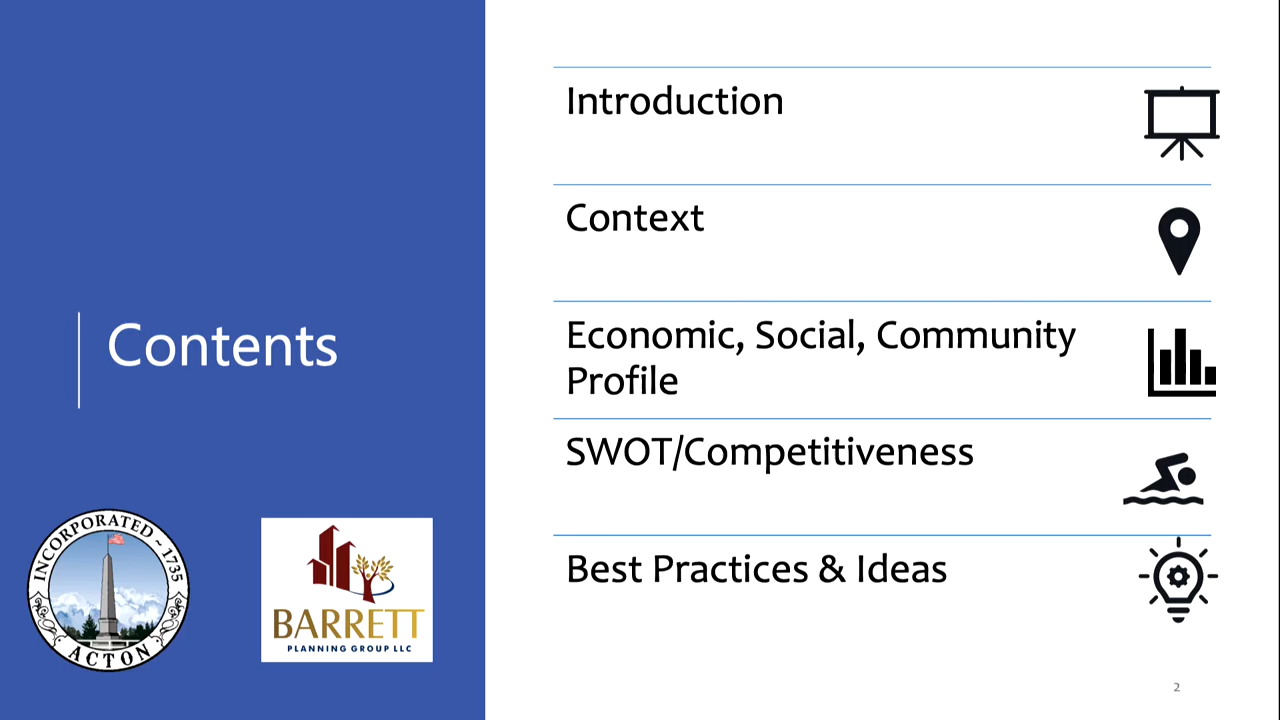 Contents
INCORPORATED ~ 1735
ACTON
BARRETT
PLANNING GROUP LLC
Introduction
Context
Economic, Social, Community
Profile
SWOT/Competitiveness
Best Practices & Ideas
2